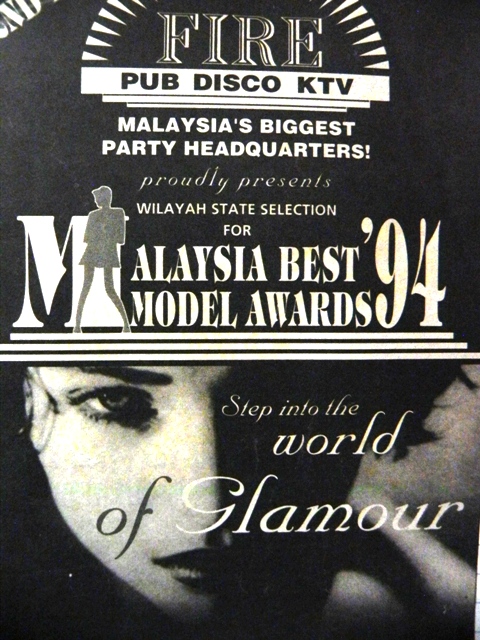 FIRE
PUB DISCO KTV
MALAYSIA'S BIGGEST
PARTY HEADQUARTERS!
proudly presents
WILAYAH STATE SELECTION
FOR
MALAYSIA BEST '94
MODEL AWARDS
Step into the
world
of Glamour